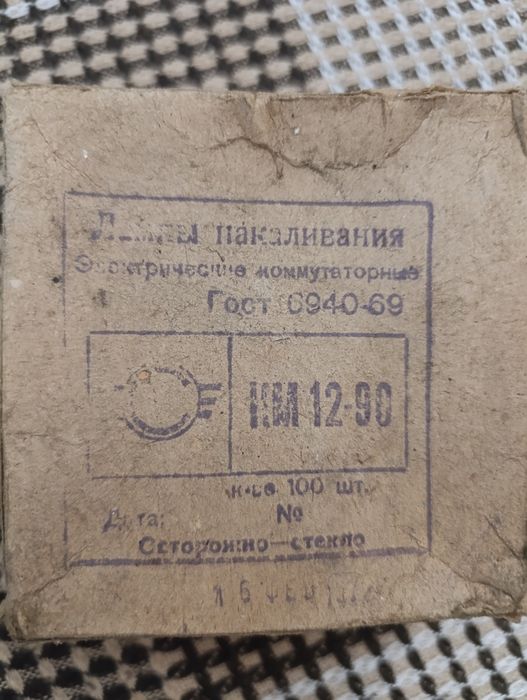 Лампы накаливания
Электрические коммутаторные
Гост 6940-69
КМ 12-90
к-во 100 шт.
Дата: №
Осторожно—стекло